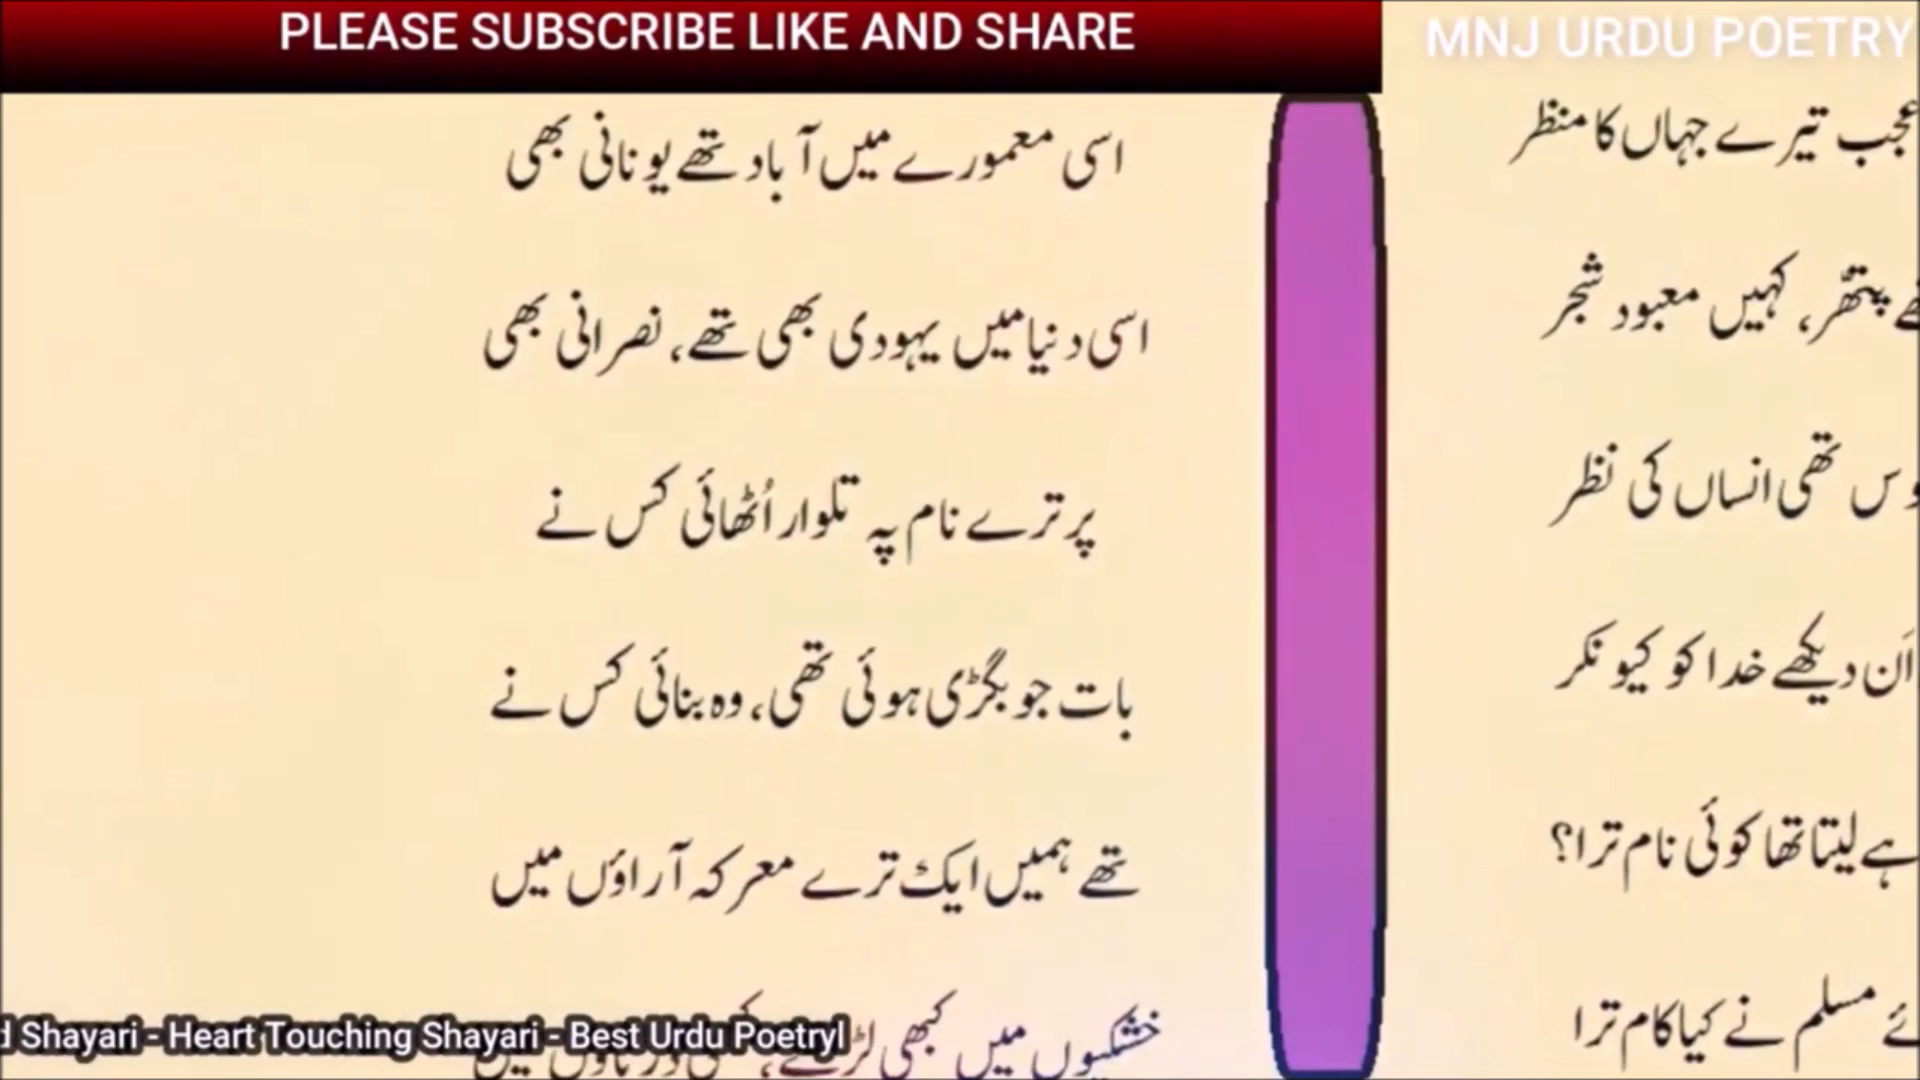 PLEASE SUBSCRIBE LIKE AND SHARE
MNJ URDU POETRY
عجب تیرے جہاں کا منظر
پتھر، کہیں معبود شجر
تھی انساں کی نظر
اَن دیکھے خدا کو کیونکر
لیتا تھا کوئی نام ترا؟
مسلم نے کیا کام ترا
اسی معمورے میں آباد تھے یونانی بھی
اسی دنیا میں یہودی بھی تھے، نصرانی بھی
پر ترے نام پہ تلوار اُٹھائی کس نے
بات جو بگڑی ہوئی تھی، وہ بنائی کس نے
تھے ہمیں ایک ترے معرکہ آراؤں میں
خشکیوں میں کبھی
Shayari - Heart Touching Shayari - Best Urdu Poetry|